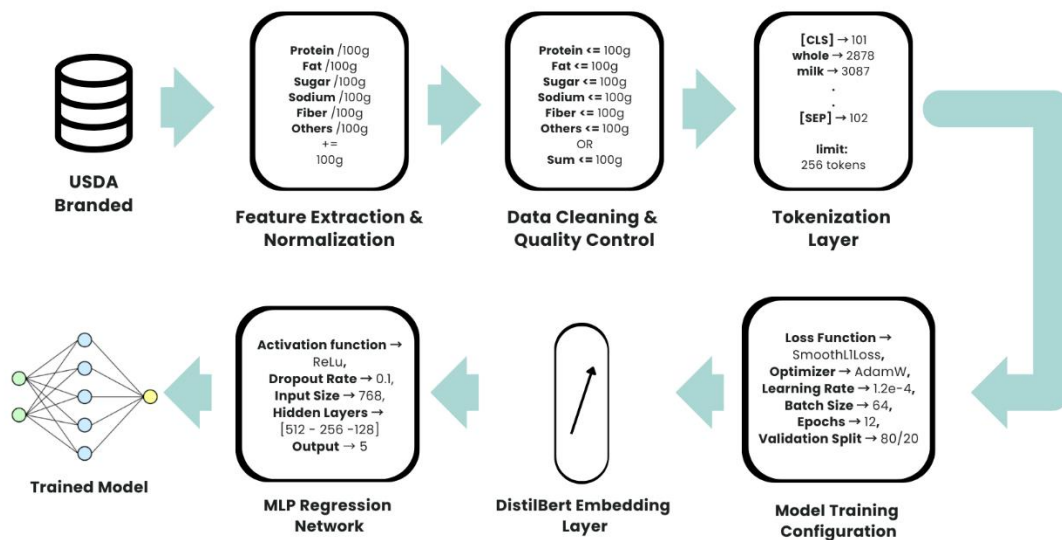 Protein /100g
Fat /100g
Sugar /100g
Sodium /100g
Fiber /100g
Others /100g
+=
100g
Protein <= 100g
Fat <= 100g
Sugar <= 100g
Sodium <= 100g
Fiber <= 100g
Others <= 100g
OR
Sum <= 100g
[CLS] → 101
whole → 2878
milk → 3087
.
.
[SEP] → 102
limit:
256 tokens
USDA
Branded
Feature Extraction &
Normalization
Data Cleaning &
Quality Control
Tokenization
Layer
Activation function →
ReLu,
Dropout Rate → 0.1,
Input Size → 768,
Hidden Layers →
[512 - 256 -128]
Output → 5
Loss Function →
SmoothL1Loss,
Optimizer → AdamW,
Learning Rate → 1.2e-4,
Batch Size → 64,
Epochs → 12,
Validation Split → 80/20
Trained Model
MLP Regression
Network
DistilBert Embedding
Layer
Model Training
Configuration